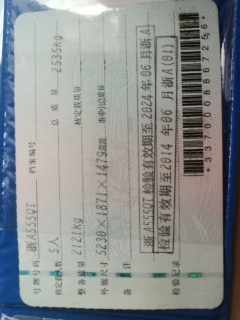 号牌号码 浙A555QT 档案编号
核定载人数 5人 总质量 2535kg
整备质量 2121kg 核定载质量
外廓尺寸 5230×1871×1479mm 准牵引总质量
备注
浙A555QT 检验有效期至2024年06月浙A
检验有效期至2014年06月浙A(01)
检验记录